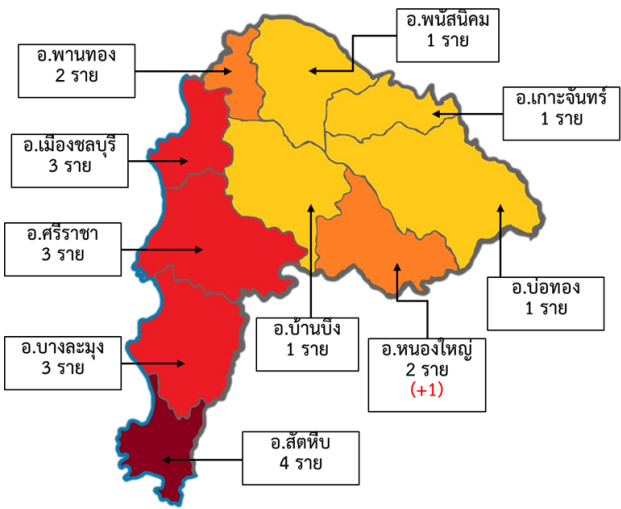 อ.พนัสนิคม
1 ราย
อ.พานทอง
2 ราย
อ.เกาะจันทร์
1 ราย
อ.เมืองชลบุรี
3 ราย
อ.ศรีราชา
3 ราย
อ.บ่อทอง
1 ราย
อ.บ้านบึง
1 ราย
อ.หนองใหญ่
2 ราย
(+1)
อ.บางละมุง
3 ราย
อ.สัตหีบ
4 ราย